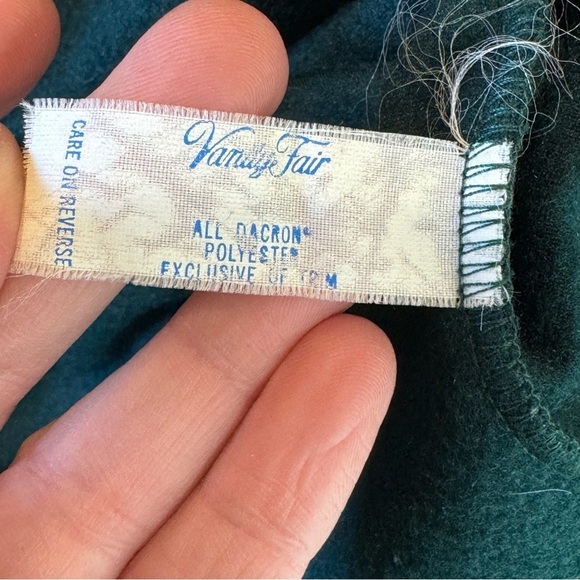 Vanity Fair
ALL DACRON®
POLYESTER
EXCLUSIVE OF TRIM
CARE ON REVERSE